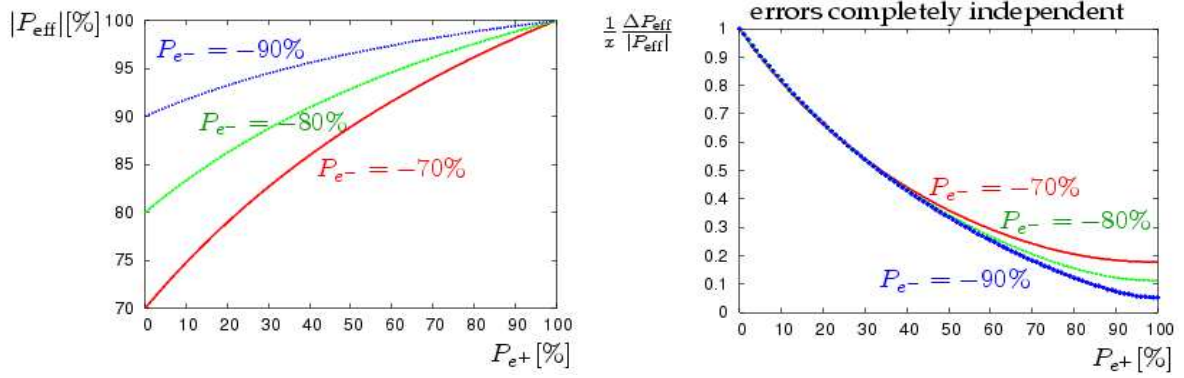 |P_eff|[%]
100
95
90
85
80
75
70
P_e− = −90%
P_e− = −80%
P_e− = −70%
0 10 20 30 40 50 60 70 80 90 100
P_e+ [%]
errors completely independent
1/x ΔP_eff/|P_eff|
1
0.9
0.8
0.7
0.6
0.5
0.4
0.3
0.2
0.1
0
P_e− = −70%
P_e− = −80%
P_e− = −90%
0 10 20 30 40 50 60 70 80 90 100
P_e+ [%]